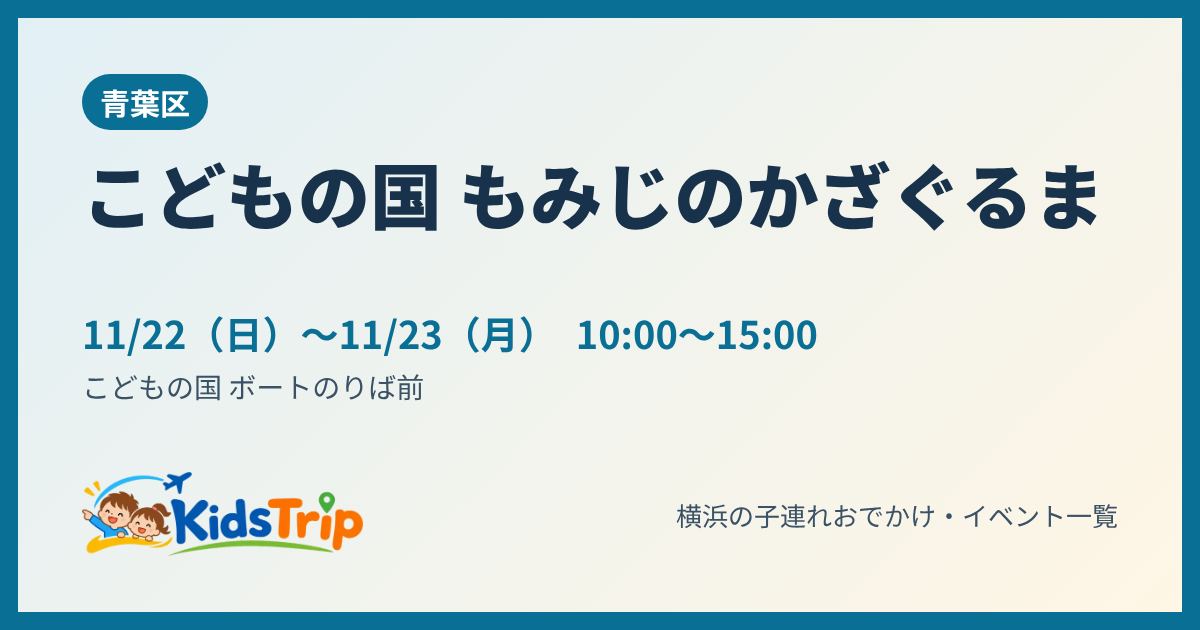 青葉区
こどもの国 もみじのかざぐるま
11/22（日）〜11/23（月） 10:00〜15:00
こどもの国 ボートのりば前
KidsTrip
横浜の子連れおでかけ・イベント一覧